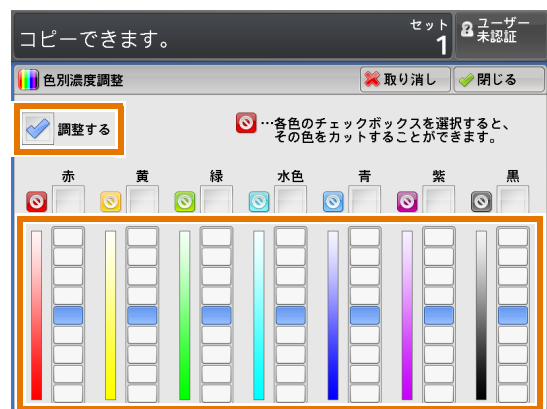 コピーできます。
セット
1
ユーザー
未認証
色別濃度調整
取り消し
閉じる
調整する
…各色のチェックボックスを選択すると、
その色をカットすることができます。
赤 黄 緑 水色 青 紫 黒